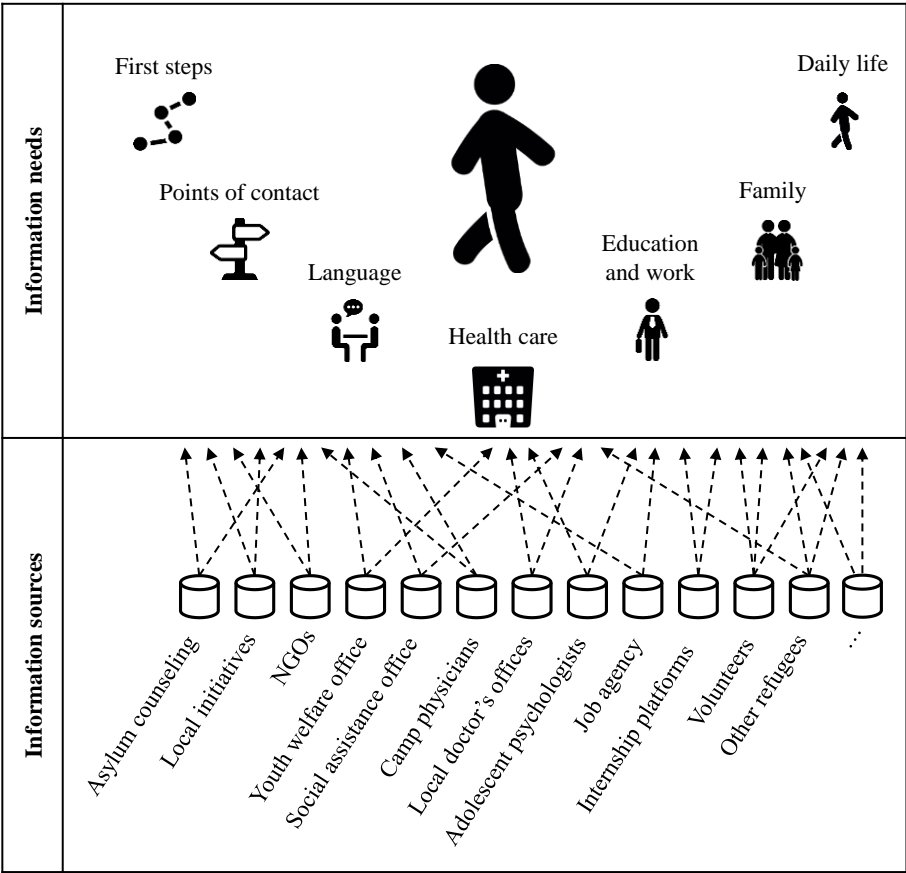 Information needs
First steps
Daily life
Points of contact
Family
Education
and work
Language
Health care
Information sources
Asylum counseling
Local initiatives
NGOs
Youth welfare office
Social assistance office
Camp physicians
Local doctor's offices
Adolescent psychologists
Job agency
Internship platforms
Volunteers
Other refugees
...